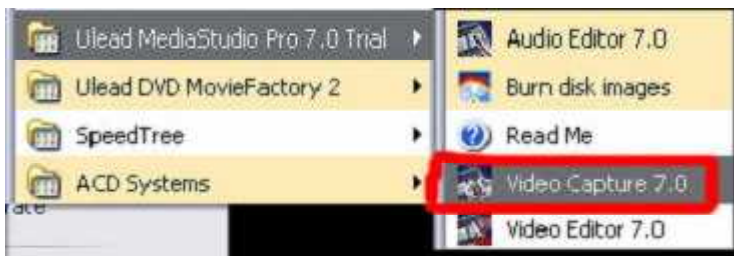 Ulead MediaStudio Pro 7.0 Trial
Ulead DVD MovieFactory 2
SpeedTree
ACD Systems
Audio Editor 7.0
Burn disk images
Read Me
Video Capture 7.0
Video Editor 7.0